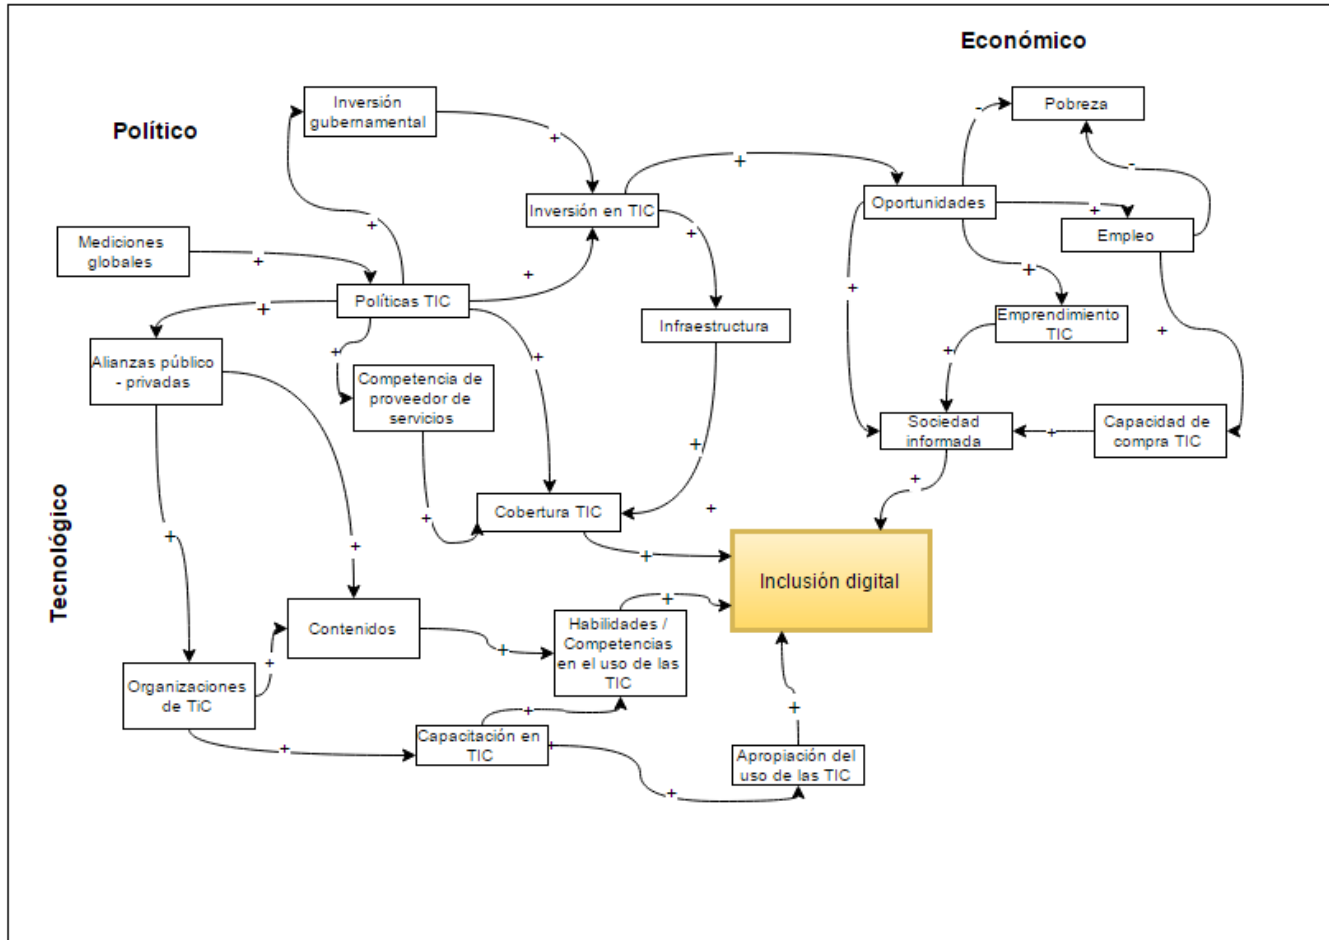 Económico
Político
Inversión
gubernamental
+
Pobreza
-
+
+
-
Inversión en TIC
Oportunidades
+
Empleo
Mediciones
globales
+
+
+
+
+
Políticas TIC
+
+
Infraestructura
Emprendimiento
TIC
+
Alianzas público
- privadas
+
+
+
Competencia de
proveedor de
servicios
Sociedad
informada
+
Capacidad de
compra TIC
+
+
Cobertura TIC
+
+
Tecnológico
+
+
+
Inclusión digital
+
Contenidos
Habilidades /
Competencias
en el uso de las
TIC
+
+
Organizaciones
de TiC
+
+
+
Capacitación en
TIC
+
Apropiación del
uso de las TIC
+